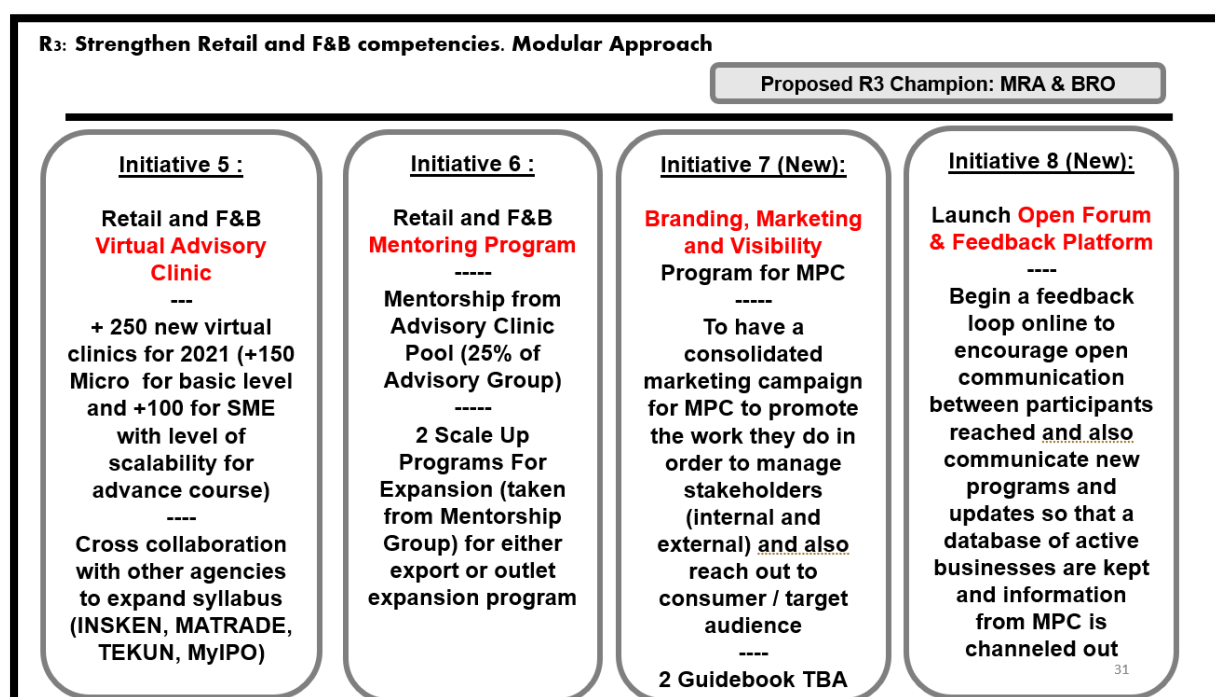 R3: Strengthen Retail and F&B competencies. Modular Approach
Proposed R3 Champion: MRA & BRO
Initiative 5 :
Retail and F&B
Virtual Advisory
Clinic
---
+ 250 new virtual
clinics for 2021 (+150
Micro for basic level
and +100 for SME
with level of
scalability for
advance course)
----
Cross collaboration
with other agencies
to expand syllabus
(INSKEN, MATRADE,
TEKUN, MyIPO)
Initiative 6 :
Retail and F&B
Mentoring Program
-----
Mentorship from
Advisory Clinic
Pool (25% of
Advisory Group)
-----
2 Scale Up
Programs For
Expansion (taken
from Mentorship
Group) for either
export or outlet
expansion program
Initiative 7 (New):
Branding, Marketing
and Visibility
Program for MPC
-----
To have a
consolidated
marketing campaign
for MPC to promote
the work they do in
order to manage
stakeholders
(internal and
external) and also
reach out to
consumer / target
audience
----
2 Guidebook TBA
Initiative 8 (New):
Launch Open Forum
& Feedback Platform
----
Begin a feedback
loop online to
encourage open
communication
between participants
reached and also
communicate new
programs and
updates so that a
database of active
businesses are kept
and information
from MPC is
channeled out
31